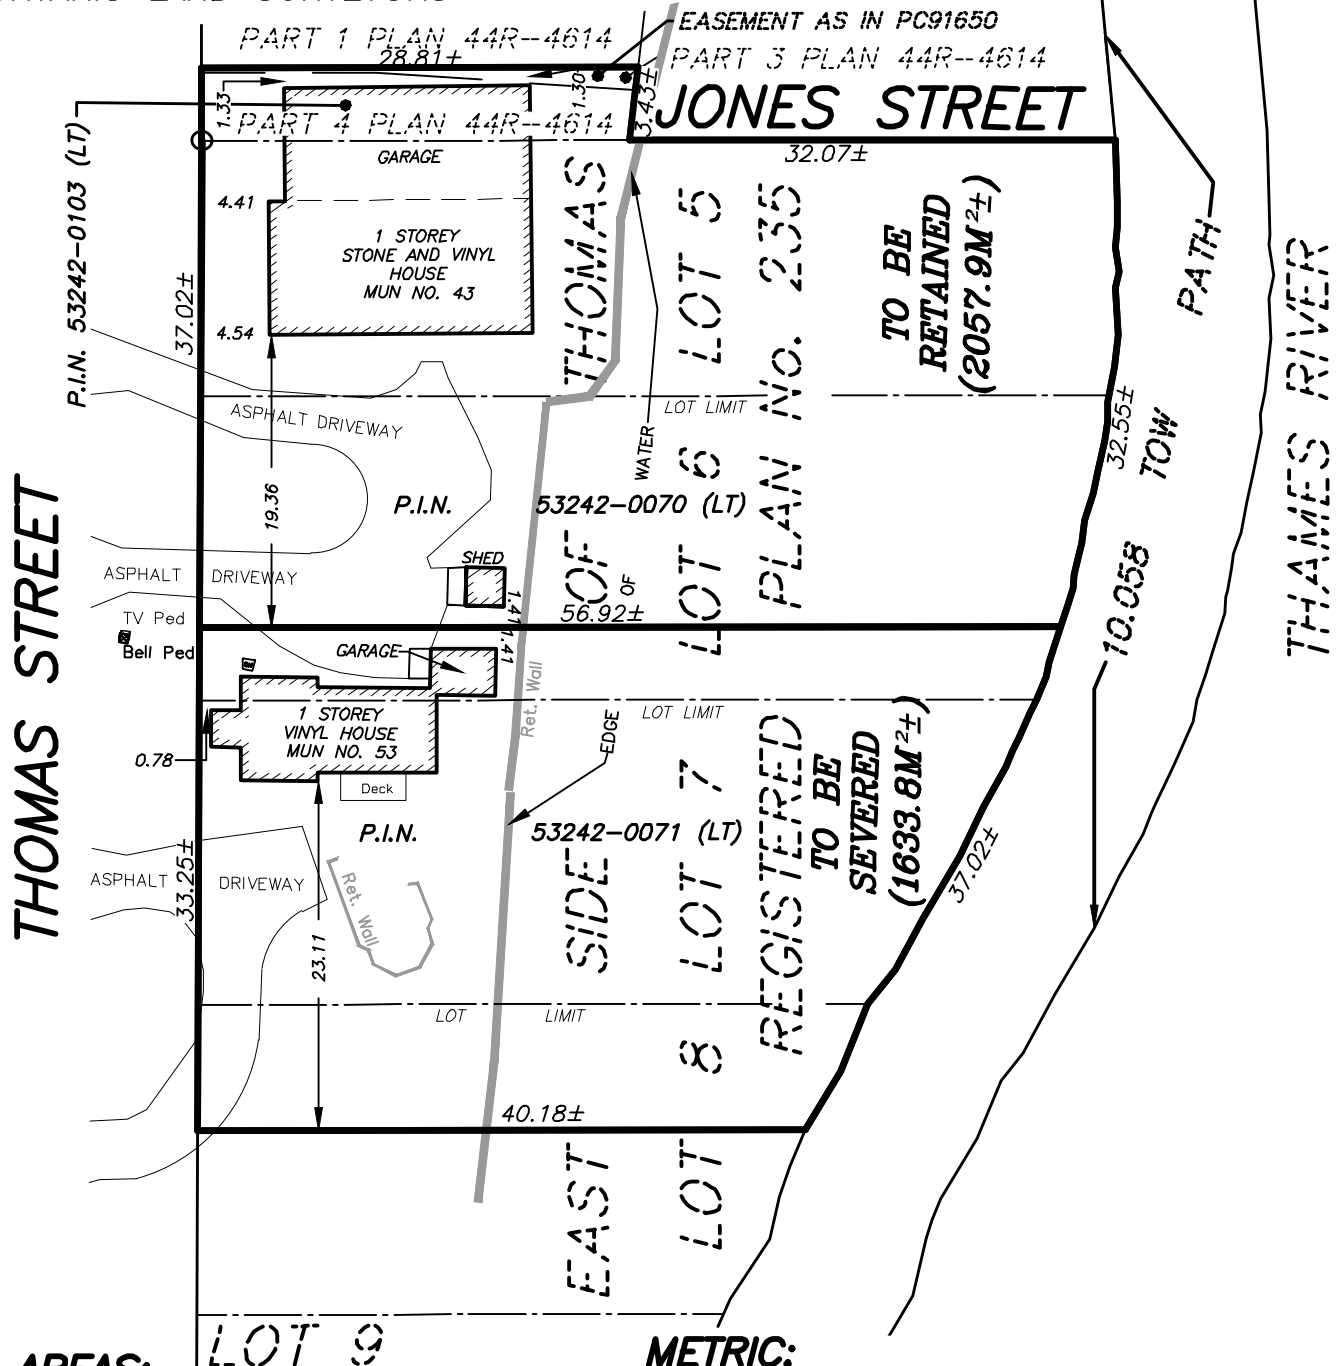 EASEMENT AS IN PC91650
PART 1 PLAN 44R-4614
28.81±
PART 3 PLAN 44R-4614
1.33
1.30
3.43±
JONES STREET
PART 4 PLAN 44R-4614
32.07±
GARAGE
P.I.N. 53242-0103 (LT)
4.41
1 STOREY
STONE AND VINYL
HOUSE
MUN NO. 43
4.54
37.02±
THOMAS STREET
TO BE
RETAINED
(2057.9M²±)
PATH
TOW
10.058
THAMES RIVER
32.55±
ASPHALT DRIVEWAY
LOT LIMIT
WATER
19.36
P.I.N. 53242-0070 (LT)
SHED
ASPHALT DRIVEWAY
1.41
1.41
OF
56.92±
TV Ped
Bell Ped
GARAGE
Ret. Wall
EDGE
LOT LIMIT
1 STOREY
VINYL HOUSE
MUN NO. 53
0.78
Deck
P.I.N. 53242-0071 (LT)
TO BE
SEVERED
(1633.8M²±)
37.02±
33.25±
ASPHALT DRIVEWAY
Ret. Wall
23.11
LOT LIMIT
40.18±
EAST SIDE OF THOMAS
LOT 5
LOT 6
LOT 7
LOT 8
REGISTERED PLAN No. 235
LOT 9
AREAS:
METRIC: